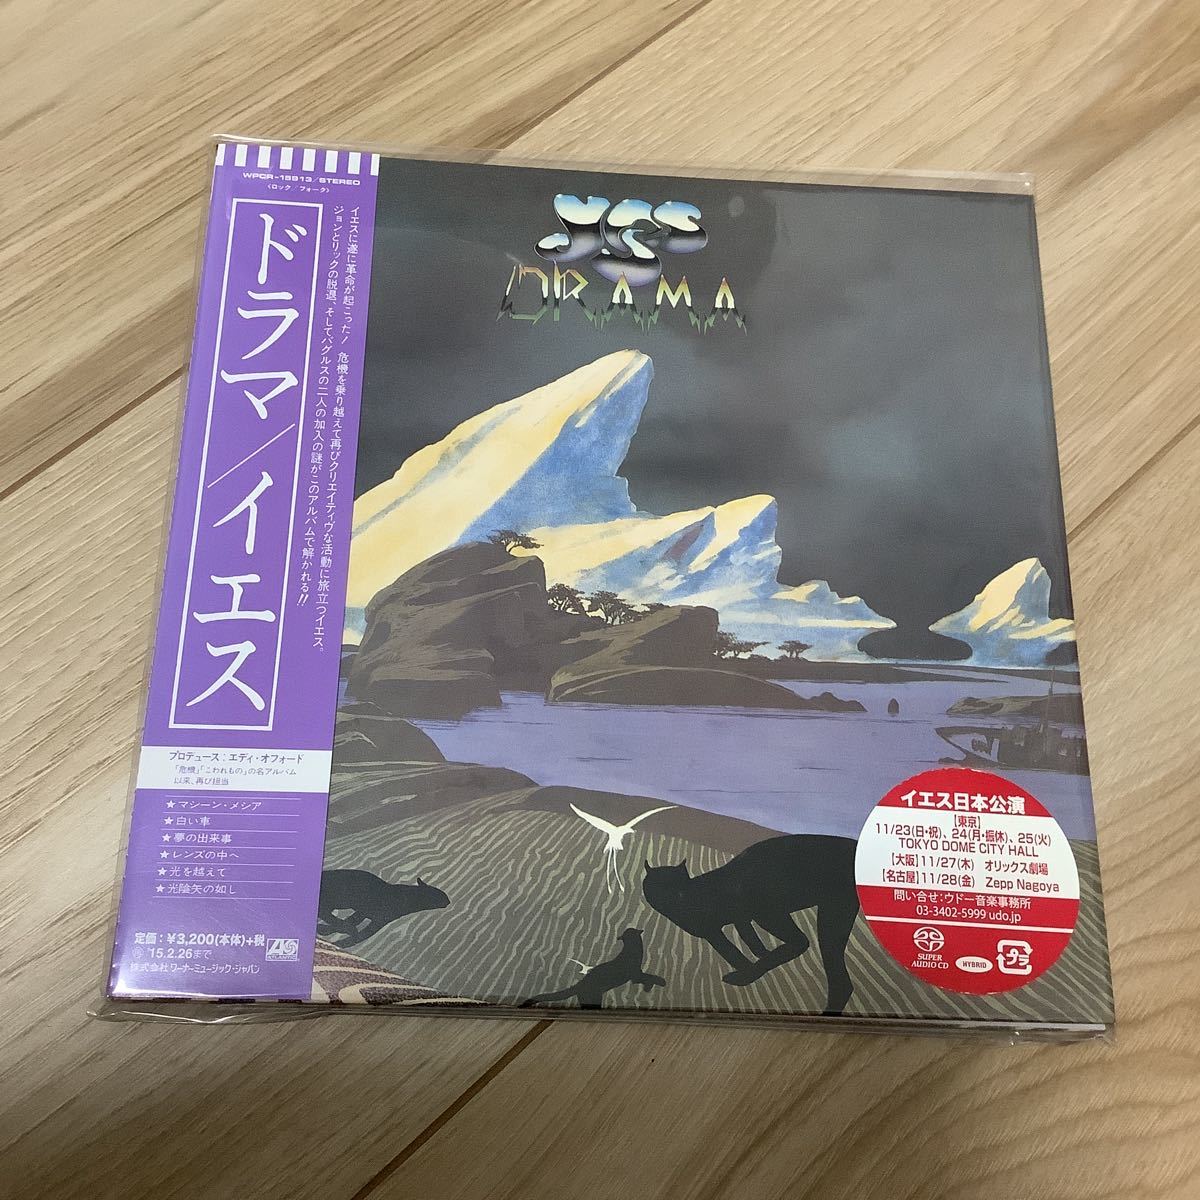 WPCR-15913/STEREO
〈ロック/フォーク〉
ドラマ/イエス
イエスに遂に革命が起こった! 危機を乗り越えて再びクリエイティヴな活動に旅立つイエス。
ジョンとリックの脱退、そしてバグルスの二人の加入の謎がこのアルバムで解かれる!!
プロデュース:エディ・オフォード
「危機」「こわれもの」の名アルバム
以来、再び担当
★マシーン・メシア
★白い車
★夢の出来事
★レンズの中へ
★光を越えて
★光陰矢の如し
定価:¥3,200(本体)+税
'15.2.26まで
株式会社 ワーナーミュージック・ジャパン
ATLANTIC
YES
DRAMA
イエス日本公演
【東京】
11/23(日・祝)、24(月・振休)、25(火)
TOKYO DOME CITY HALL
【大阪】11/27(木) オリックス劇場
【名古屋】11/28(金) Zepp Nagoya
問い合せ:ウドー音楽事務所
03-3402-5999 udo.jp
SUPER AUDIO CD
HYBRID
プラ